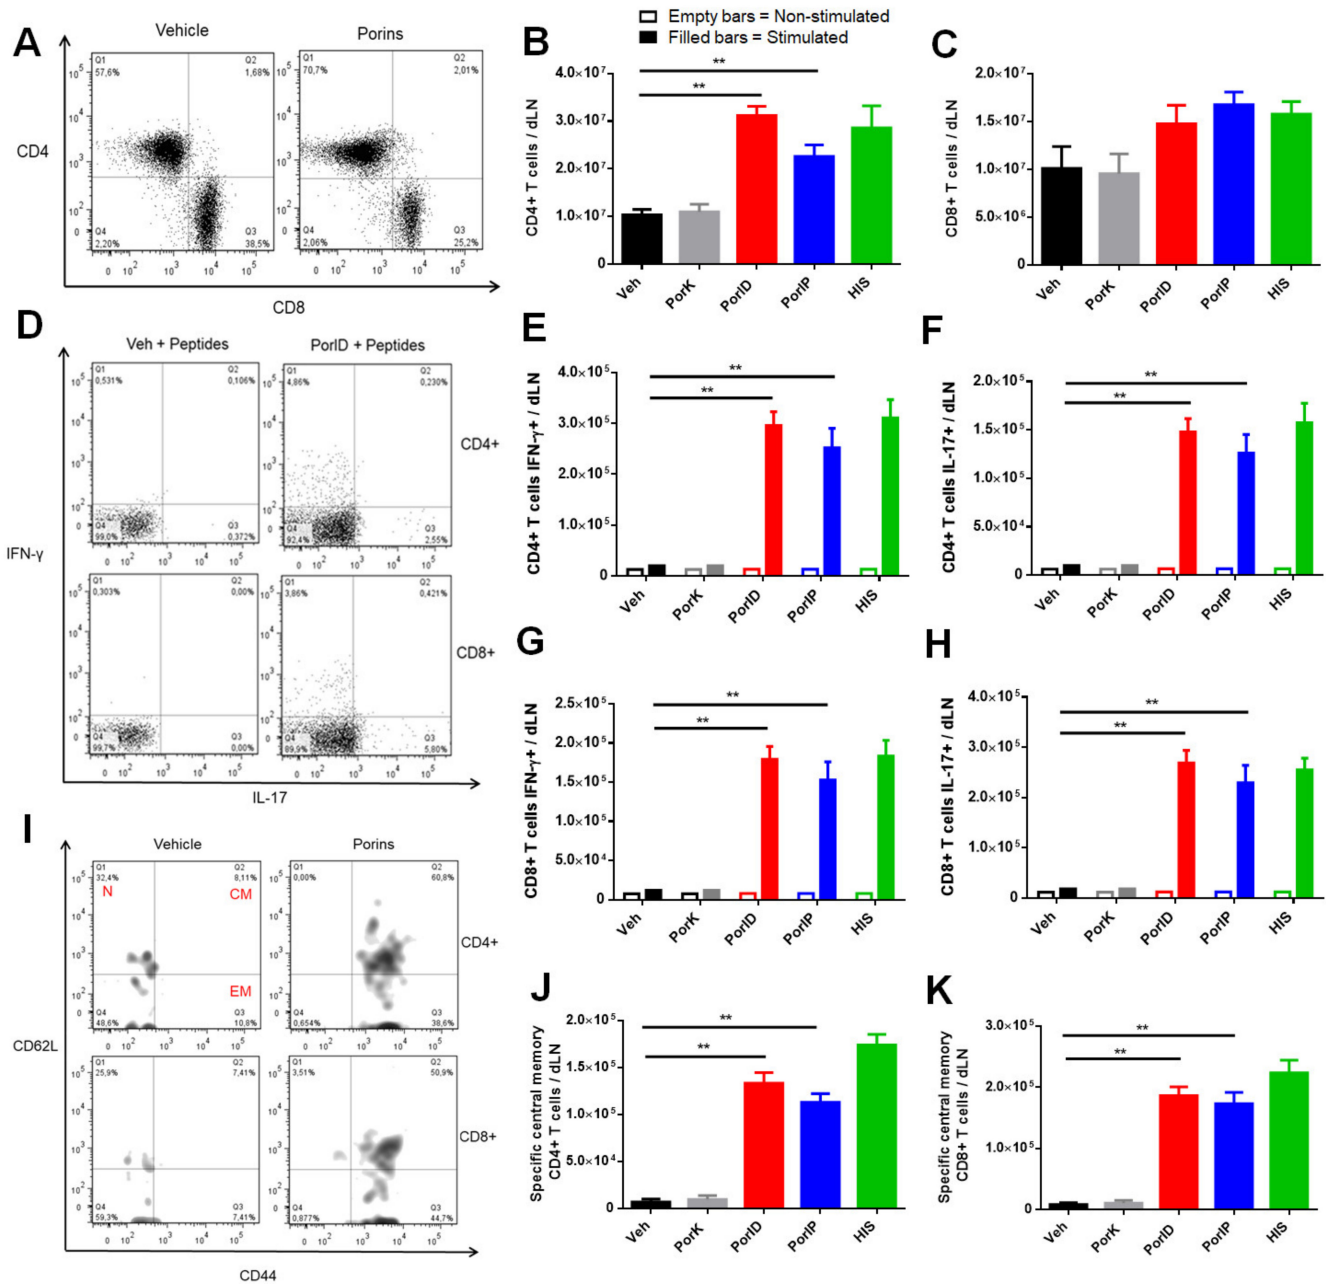 Empty bars = Non-stimulated
Filled bars = Stimulated
A
Vehicle
Porins
Q1
57,6%
Q2
1,68%
Q4
2,20%
Q3
38,5%
Q1
70,7%
Q2
2,01%
Q4
2,06%
Q3
25,2%
10⁵
10⁴
10³
10²
0
0 10² 10³ 10⁴ 10⁵
0 10² 10³ 10⁴ 10⁵
CD4
CD8
B
CD4+ T cells / dLN
4.0×10⁷
3.0×10⁷
2.0×10⁷
1.0×10⁷
0
**
**
Veh PorK PorID PorIP HIS
C
CD8+ T cells / dLN
2.0×10⁷
1.5×10⁷
1.0×10⁷
5.0×10⁶
0
Veh PorK PorID PorIP HIS
D
Veh + Peptides
PorID + Peptides
Q1
0,531%
Q2
0,106%
Q4
99,0%
Q3
0,372%
Q1
4,86%
Q2
0,230%
Q4
92,4%
Q3
2,55%
CD4+
Q1
0,303%
Q2
0,00%
Q4
99,7%
Q3
0,00%
Q1
3,86%
Q2
0,421%
Q4
89,9%
Q3
5,80%
CD8+
IFN-γ
IL-17
E
CD4+ T cells IFN-γ+ / dLN
4.0×10⁵
3.0×10⁵
2.0×10⁵
1.0×10⁵
0
**
**
Veh PorK PorID PorIP HIS
F
CD4+ T cells IL-17+ / dLN
2.0×10⁵
1.5×10⁵
1.0×10⁵
5.0×10⁴
0
**
**
Veh PorK PorID PorIP HIS
G
CD8+ T cells IFN-γ+ / dLN
2.5×10⁵
2.0×10⁵
1.5×10⁵
1.0×10⁵
5.0×10⁴
0
**
**
Veh PorK PorID PorIP HIS
H
CD8+ T cells IL-17+ / dLN
4.0×10⁵
3.0×10⁵
2.0×10⁵
1.0×10⁵
0
**
**
Veh PorK PorID PorIP HIS
I
Vehicle
Porins
Q1
32,4%
Q2
8,11%
N
CM
EM
Q4
48,6%
Q3
10,8%
Q1
0,00%
Q2
60,8%
Q4
0,654%
Q3
38,6%
CD4+
Q1
25,9%
Q2
7,41%
Q4
59,3%
Q3
7,41%
Q1
3,51%
Q2
50,9%
Q4
0,877%
Q3
44,7%
CD8+
CD62L
CD44
J
Specific central memory
CD4+ T cells / dLN
2.0×10⁵
1.5×10⁵
1.0×10⁵
5.0×10⁴
0
**
**
Veh PorK PorID PorIP HIS
K
Specific central memory
CD8+ T cells / dLN
3.0×10⁵
2.0×10⁵
1.0×10⁵
0
**
**
Veh PorK PorID PorIP HIS